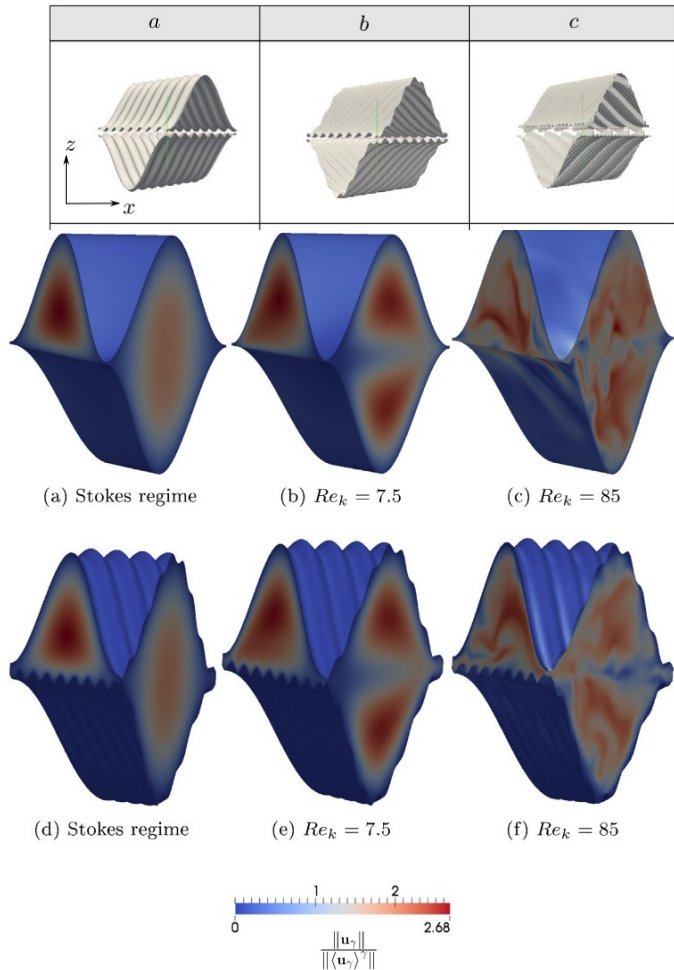 a b c
z
x
(a) Stokes regime (b) Re_k = 7.5 (c) Re_k = 85
(d) Stokes regime (e) Re_k = 7.5 (f) Re_k = 85
1 2
0 2.68
‖u_γ‖
‖⟨u_γ⟩^γ‖